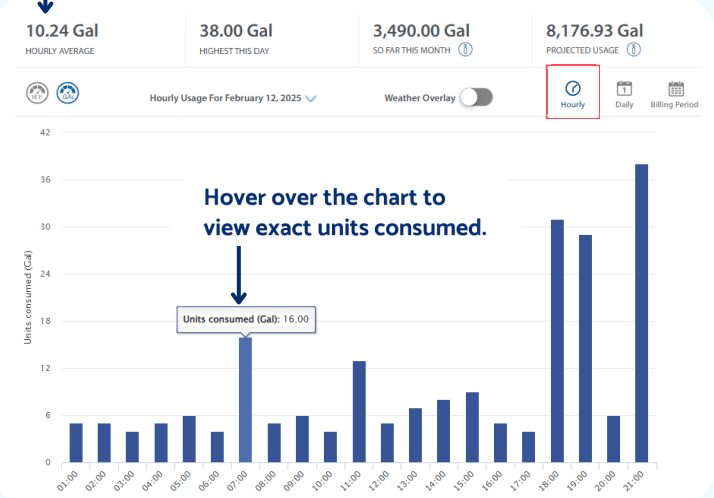 10.24 Gal
HOURLY AVERAGE
38.00 Gal
HIGHEST THIS DAY
3,490.00 Gal
SO FAR THIS MONTH
8,176.93 Gal
PROJECTED USAGE
HCF
GAL
Hourly Usage For February 12, 2025
Weather Overlay
Hourly
1
Daily
Billing Period
Hover over the chart to
view exact units consumed.
Units consumed (Gal): 16.00
Units consumed (Gal)
42
36
30
24
18
12
6
0
01:00
02:00
03:00
04:00
05:00
06:00
07:00
08:00
09:00
10:00
11:00
12:00
13:00
14:00
15:00
16:00
17:00
18:00
19:00
20:00
21:00